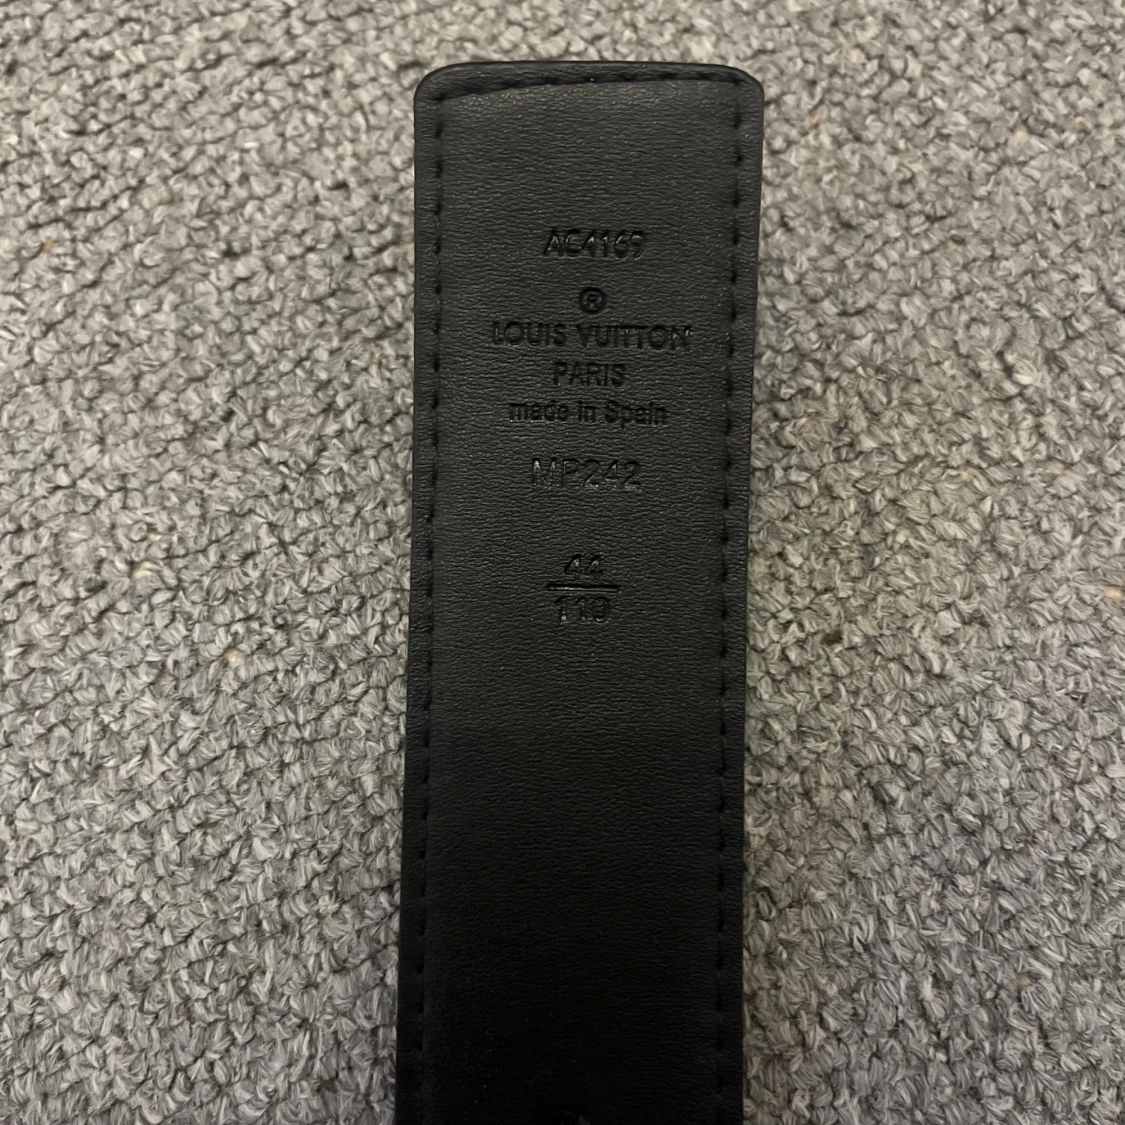 AC4169
®
LOUIS VUITTON
PARIS
made in Spain
MP242
44
110